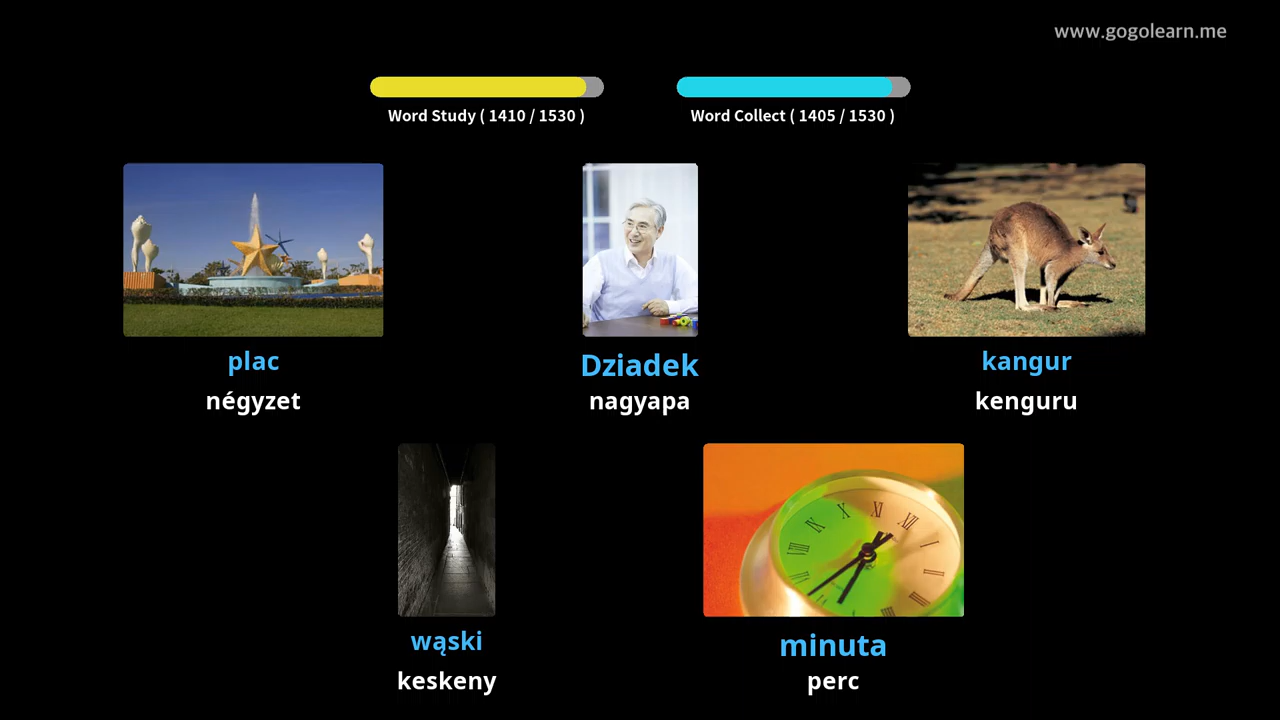 www.gogolearn.me
Word Study ( 1410 / 1530 )
Word Collect ( 1405 / 1530 )
plac
négyzet
Dziadek
nagyapa
kangur
kenguru
wąski
keskeny
minuta
perc